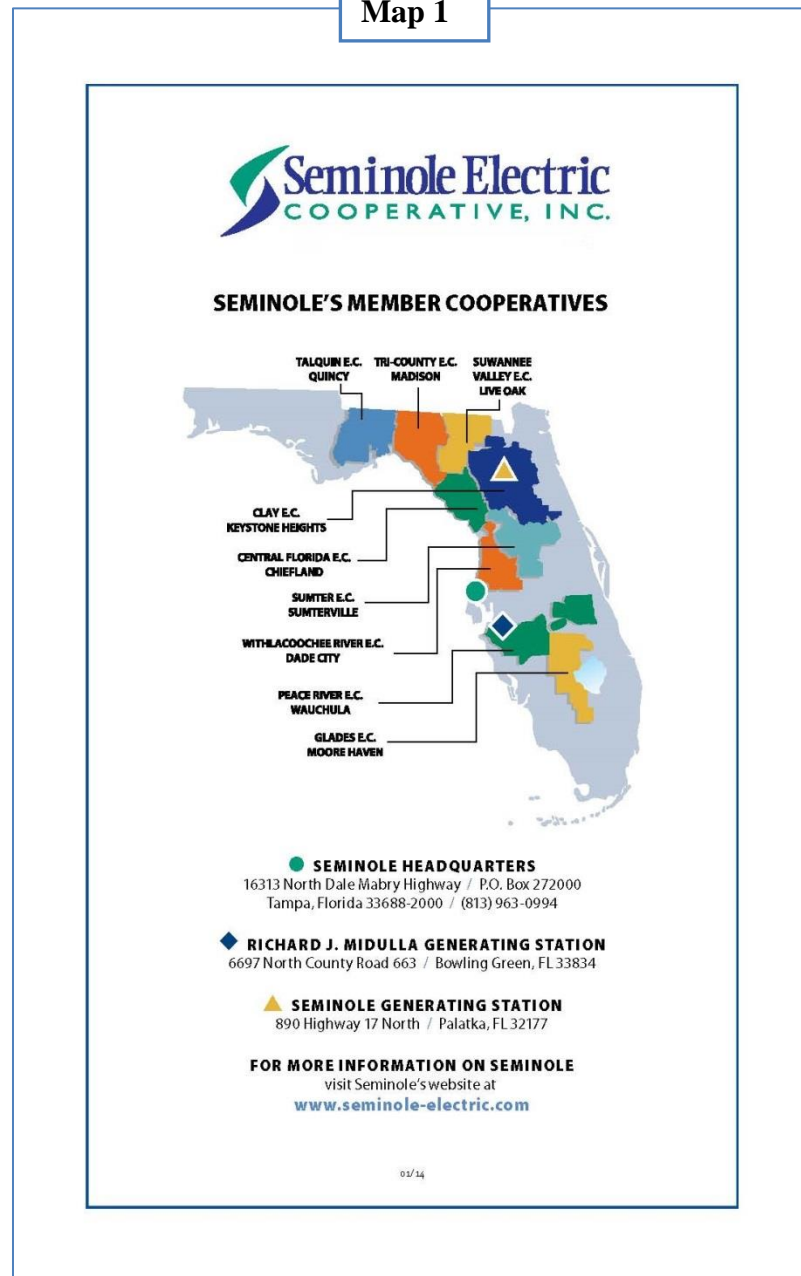 Map 1
Seminole Electric
COOPERATIVE, INC.
SEMINOLE'S MEMBER COOPERATIVES
TALQUIN E.C.
QUINCY
TRI-COUNTY E.C.
MADISON
SUWANNEE
VALLEY E.C.
LIVE OAK
CLAY E.C.
KEYSTONE HEIGHTS
CENTRAL FLORIDA E.C.
CHIEFLAND
SUMTER E.C.
SUMTERVILLE
WITHLACOOCHEE RIVER E.C.
DADE CITY
PEACE RIVER E.C.
WAUCHULA
GLADES E.C.
MOORE HAVEN
SEMINOLE HEADQUARTERS
16313 North Dale Mabry Highway / P.O. Box 272000
Tampa, Florida 33688-2000 / (813) 963-0994
RICHARD J. MIDULLA GENERATING STATION
6697 North County Road 663 / Bowling Green, FL 33834
SEMINOLE GENERATING STATION
890 Highway 17 North / Palatka, FL 32177
FOR MORE INFORMATION ON SEMINOLE
visit Seminole's website at
www.seminole-electric.com
01/14